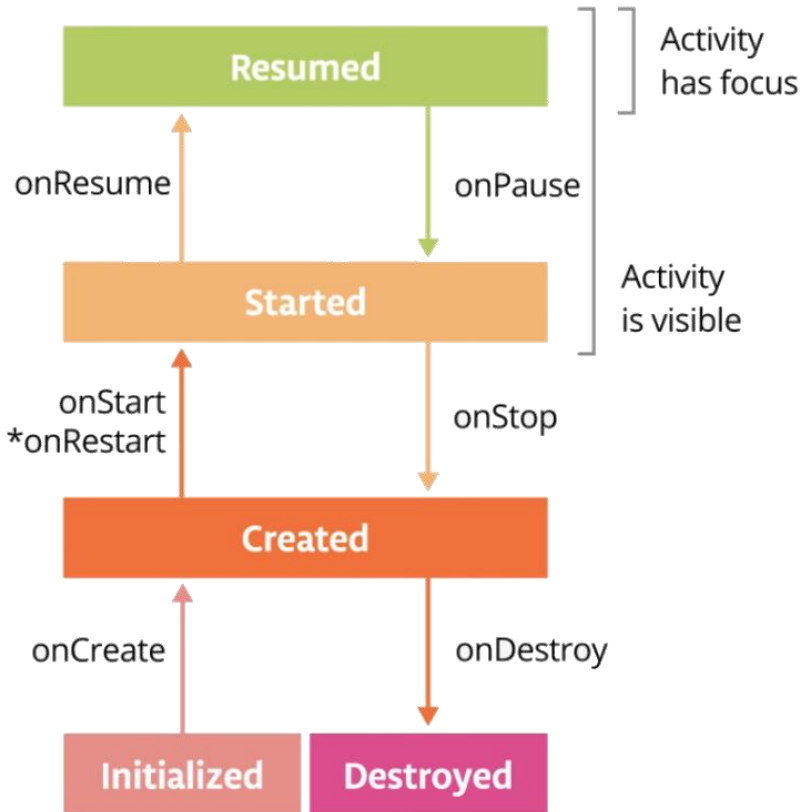 Resumed
Activity
has focus
onResume
onPause
Started
Activity
is visible
onStart
*onRestart
onStop
Created
onCreate
onDestroy
Initialized
Destroyed